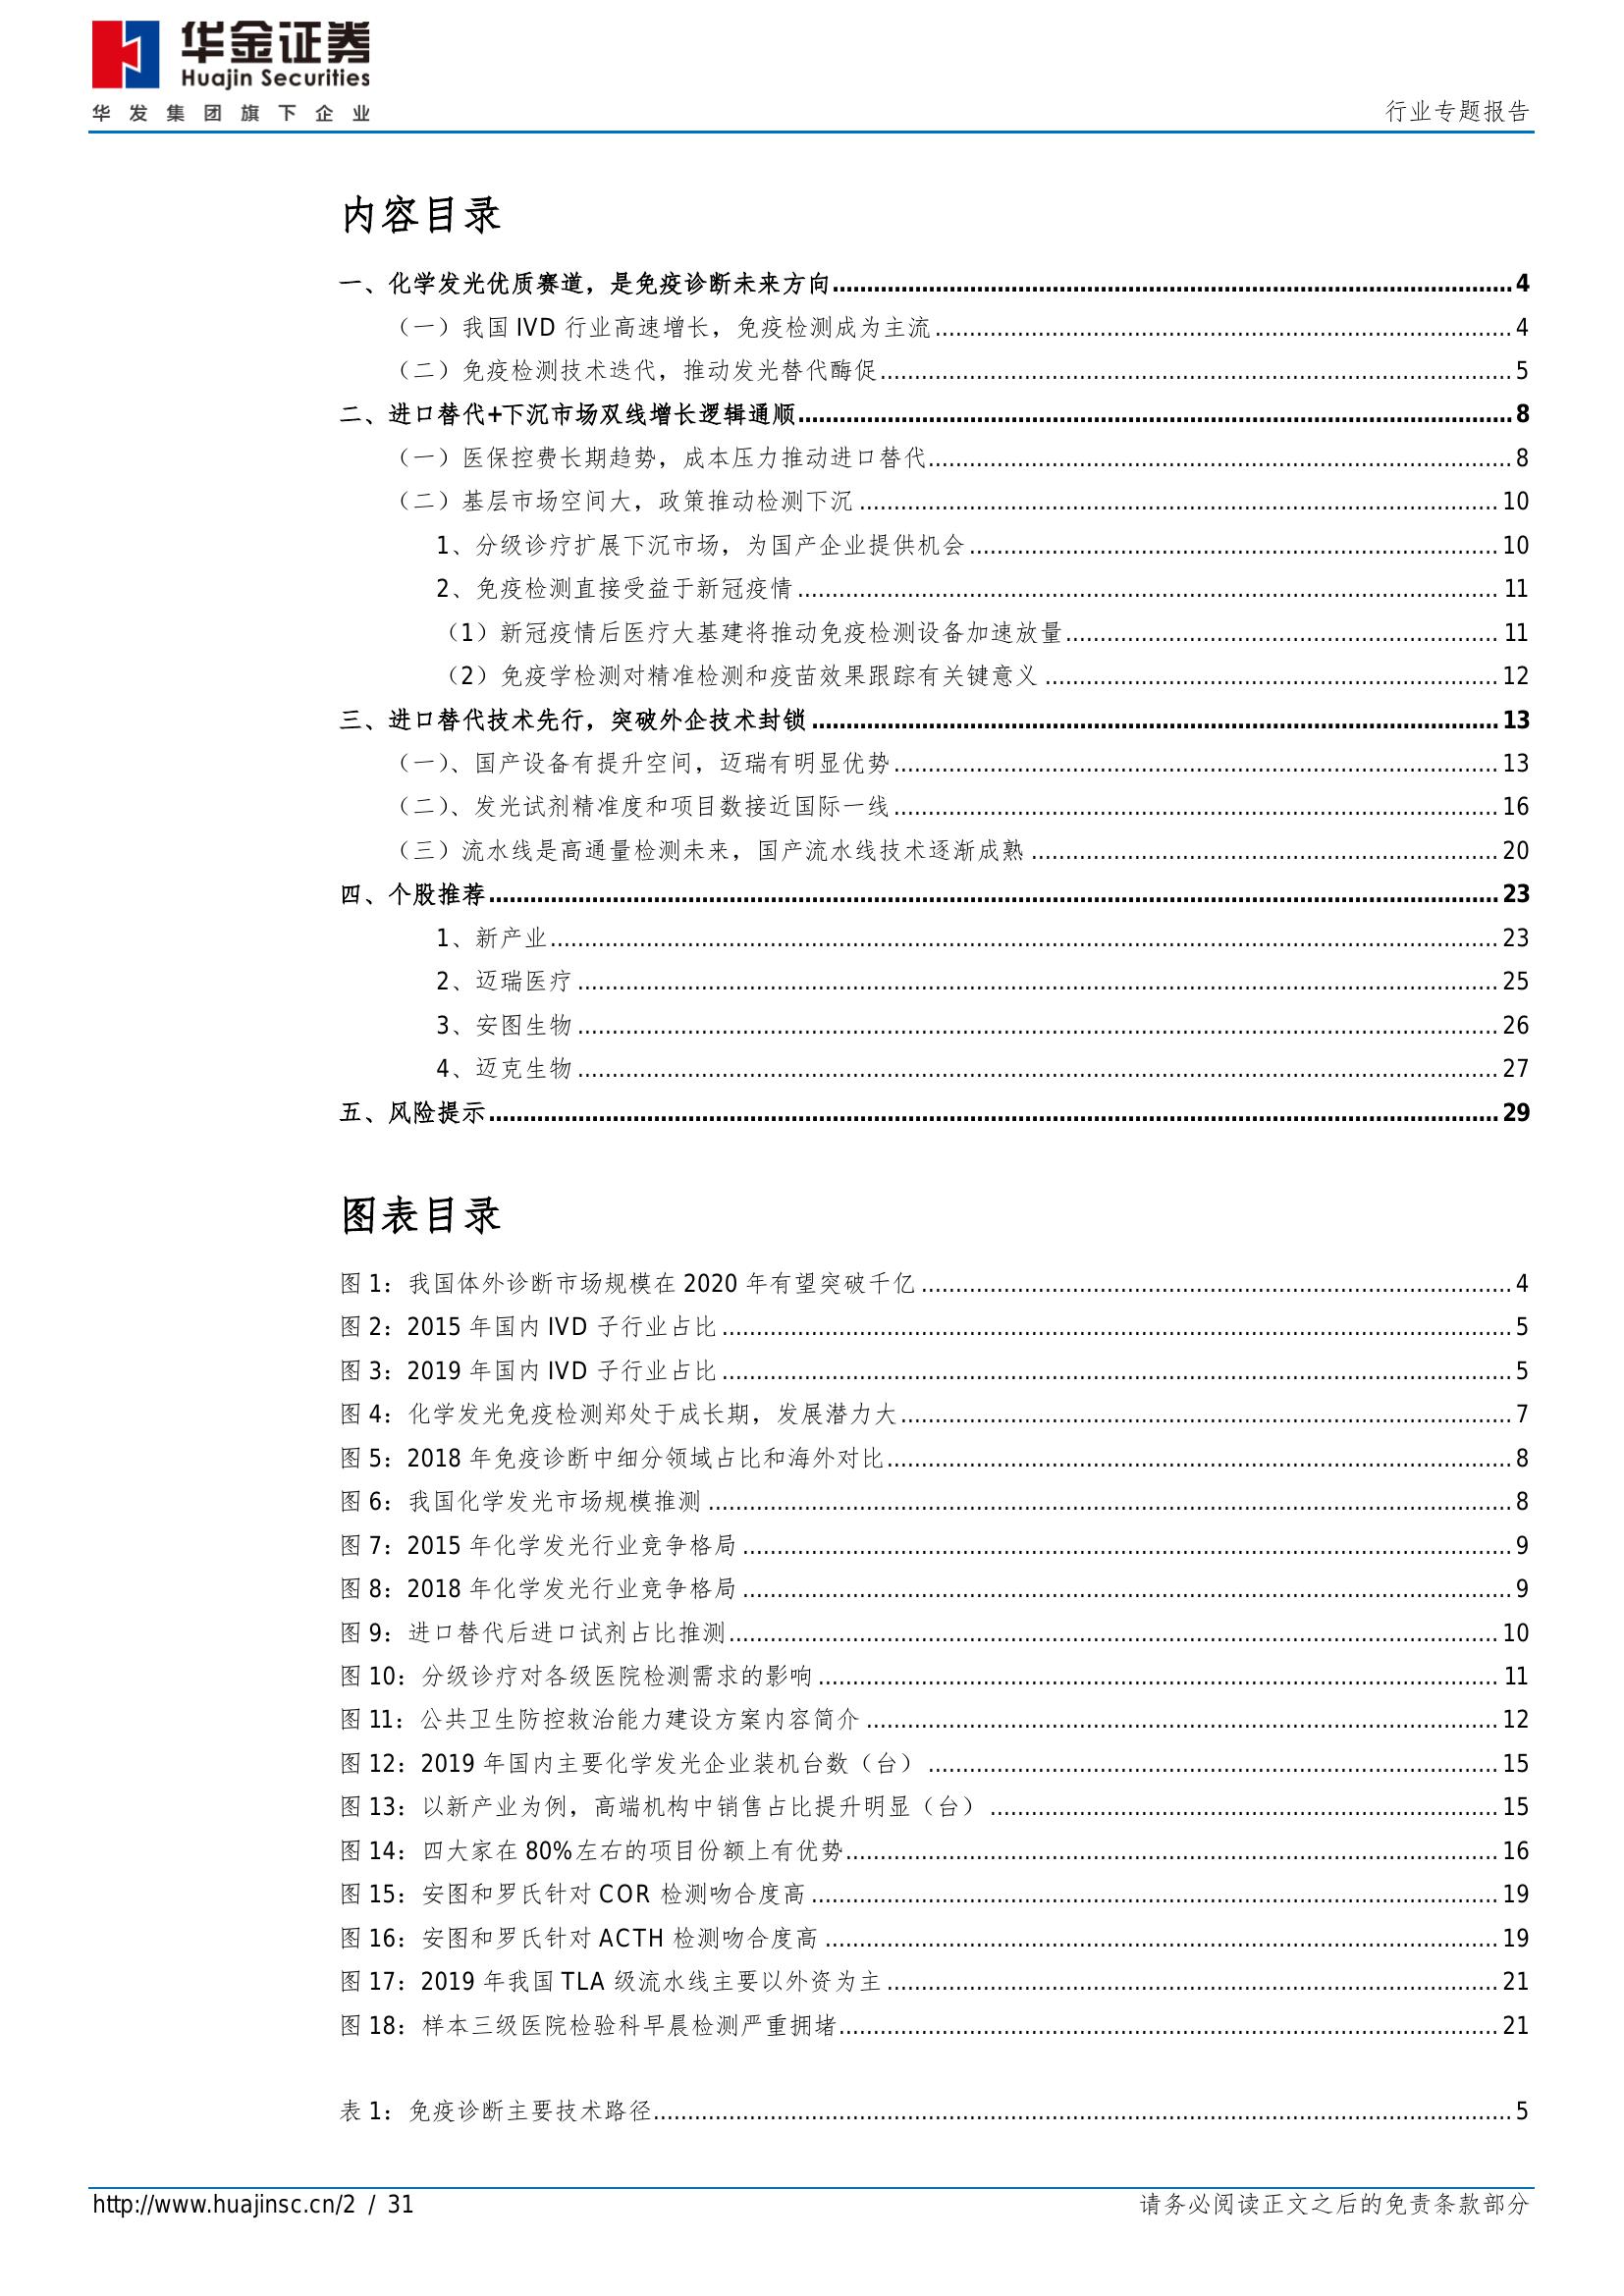 华金证券
Huajin Securities
华发集团旗下企业
行业专题报告
内容目录
一、化学发光优质赛道，是免疫诊断未来方向 4
（一）我国 IVD 行业高速增长，免疫检测成为主流 4
（二）免疫检测技术迭代，推动发光替代酶促 5
二、进口替代+下沉市场双线增长逻辑通顺 8
（一）医保控费长期趋势，成本压力推动进口替代 8
（二）基层市场空间大，政策推动检测下沉 10
1、分级诊疗扩展下沉市场，为国产企业提供机会 10
2、免疫检测直接受益于新冠疫情 11
（1）新冠疫情后医疗大基建将推动免疫检测设备加速放量 11
（2）免疫学检测对精准检测和疫苗效果跟踪有关键意义 12
三、进口替代技术先行，突破外企技术封锁 13
（一）、国产设备有提升空间，迈瑞有明显优势 13
（二）、发光试剂精准度和项目数接近国际一线 16
（三）流水线是高通量检测未来，国产流水线技术逐渐成熟 20
四、个股推荐 23
1、新产业 23
2、迈瑞医疗 25
3、安图生物 26
4、迈克生物 27
五、风险提示 29
图表目录
图 1：我国体外诊断市场规模在 2020 年有望突破千亿 4
图 2：2015 年国内 IVD 子行业占比 5
图 3：2019 年国内 IVD 子行业占比 5
图 4：化学发光免疫检测郑处于成长期，发展潜力大 7
图 5：2018 年免疫诊断中细分领域占比和海外对比 8
图 6：我国化学发光市场规模推测 8
图 7：2015 年化学发光行业竞争格局 9
图 8：2018 年化学发光行业竞争格局 9
图 9：进口替代后进口试剂占比推测 10
图 10：分级诊疗对各级医院检测需求的影响 11
图 11：公共卫生防控救治能力建设方案内容简介 12
图 12：2019 年国内主要化学发光企业装机台数（台） 15
图 13：以新产业为例，高端机构中销售占比提升明显（台） 15
图 14：四大家在 80%左右的项目份额上有优势 16
图 15：安图和罗氏针对 COR 检测吻合度高 19
图 16：安图和罗氏针对 ACTH 检测吻合度高 19
图 17：2019 年我国 TLA 级流水线主要以外资为主 21
图 18：样本三级医院检验科早晨检测严重拥堵 21
表 1：免疫诊断主要技术路径 5
http://www.huajinsc.cn/2 / 31
请务必阅读正文之后的免责条款部分